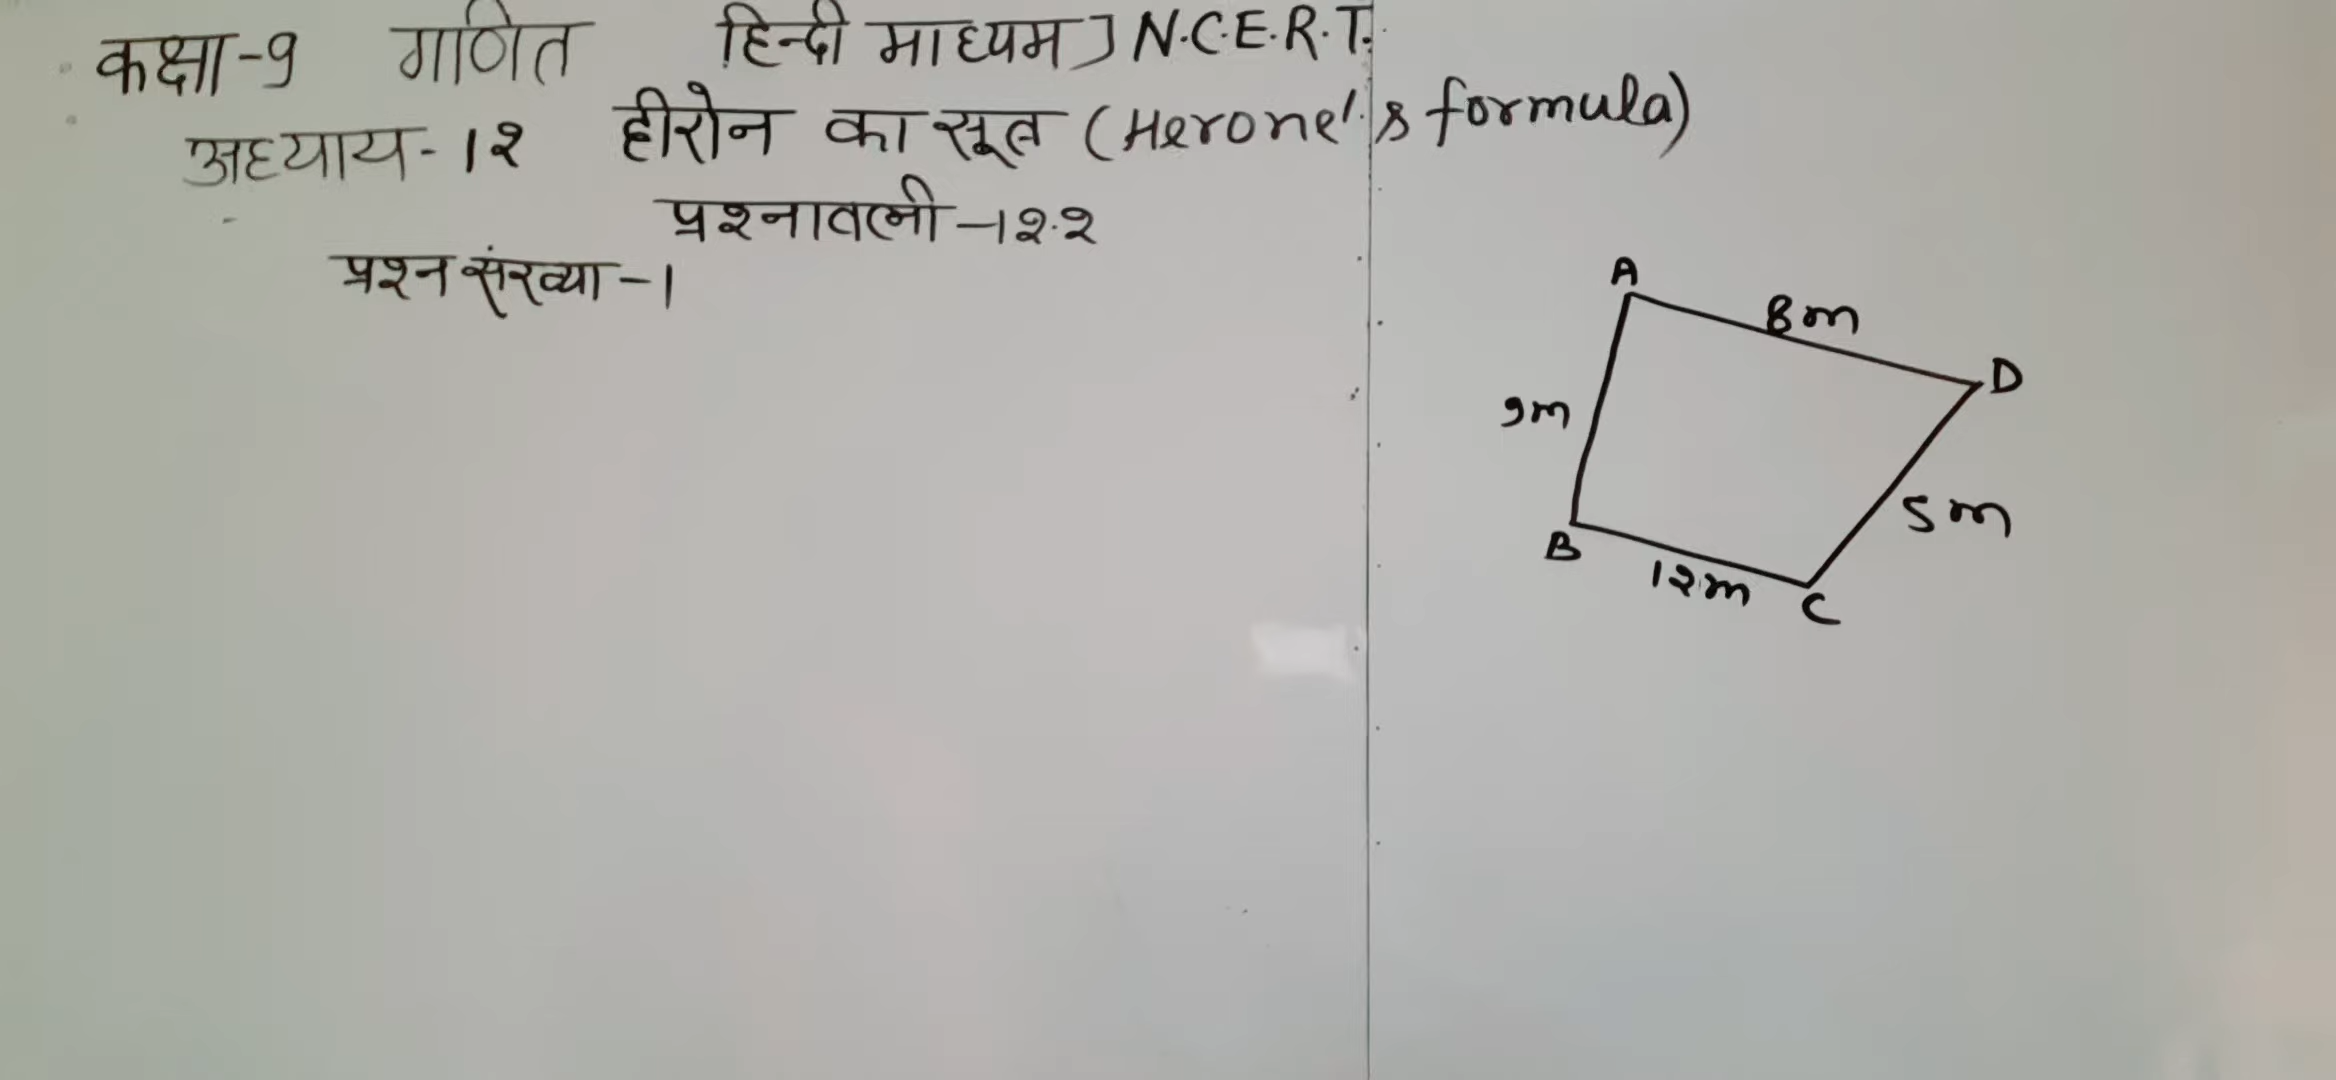 कक्षा-9 गणित हिन्दी माध्यम J N.C.E.R.T.
अध्याय-12 हीरोन का सूत्र (Herone's formula)
प्रश्नावली-12.2
प्रश्न संख्या-1
A
8m
D
9m
5m
B
12m
C